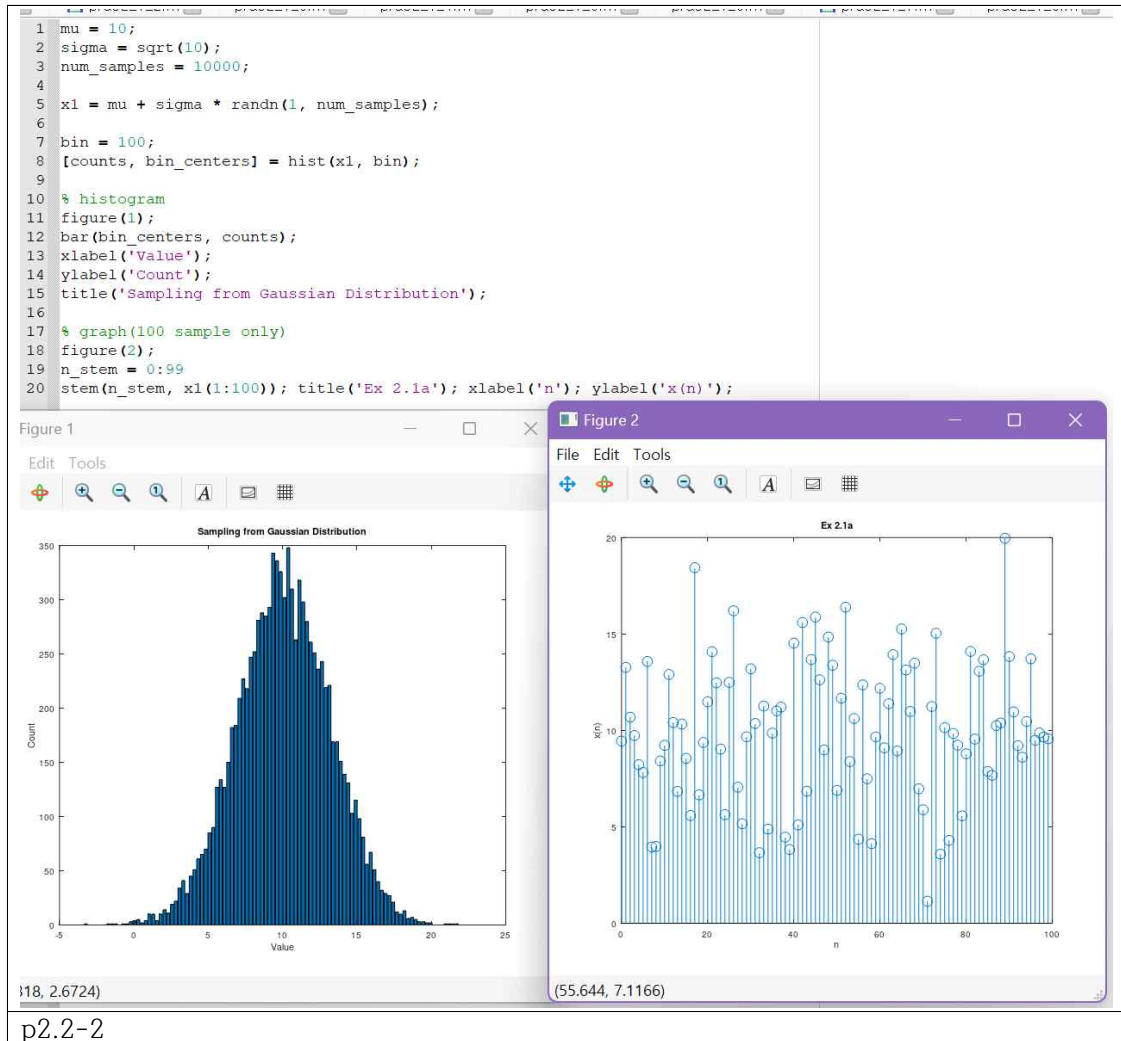 1 mu = 10;
2 sigma = sqrt(10);
3 num_samples = 10000;
4
5 x1 = mu + sigma * randn(1, num_samples);
6
7 bin = 100;
8 [counts, bin_centers] = hist(x1, bin);
9
10 % histogram
11 figure(1);
12 bar(bin_centers, counts);
13 xlabel('Value');
14 ylabel('Count');
15 title('Sampling from Gaussian Distribution');
16
17 % graph(100 sample only)
18 figure(2);
19 n_stem = 0:99
20 stem(n_stem, x1(1:100)); title('Ex 2.1a'); xlabel('n'); ylabel('x(n)');
Figure 1
Edit Tools
A
Sampling from Gaussian Distribution
350
300
250
200
150
100
50
0
Count
-5 0 5 10 15 20 25
Value
318, 2.6724)
Figure 2
File Edit Tools
A
Ex 2.1a
20
15
10
5
0
x(n)
0 20 40 60 80 100
n
(55.644, 7.1166)
p2.2-2